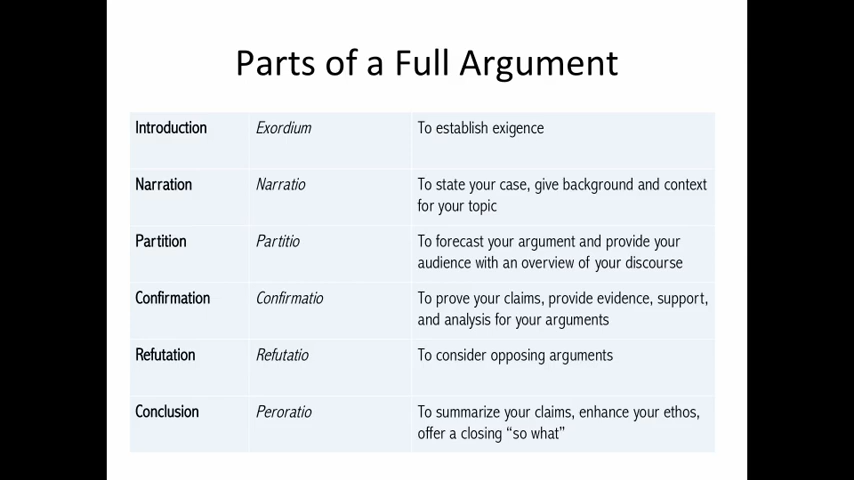 Parts of a Full Argument
Introduction Exordium To establish exigence
Narration Narratio To state your case, give background and context
for your topic
Partition Partitio To forecast your argument and provide your
audience with an overview of your discourse
Confirmation Confirmatio To prove your claims, provide evidence, support,
and analysis for your arguments
Refutation Refutatio To consider opposing arguments
Conclusion Peroratio To summarize your claims, enhance your ethos,
offer a closing “so what”